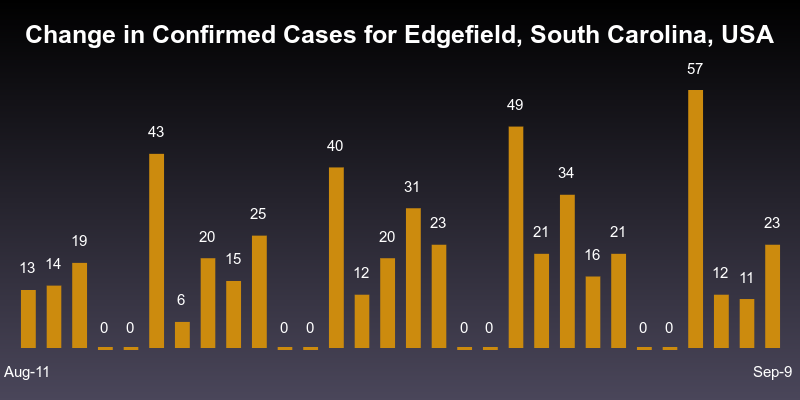 Change in Confirmed Cases for Edgefield, South Carolina, USA
13 14 19 0 0 43 6 20 15 25 0 0 40 12 20 31 23 0 0 49 21 34 16 21 0 0 57 12 11 23
Aug-11 Sep-9